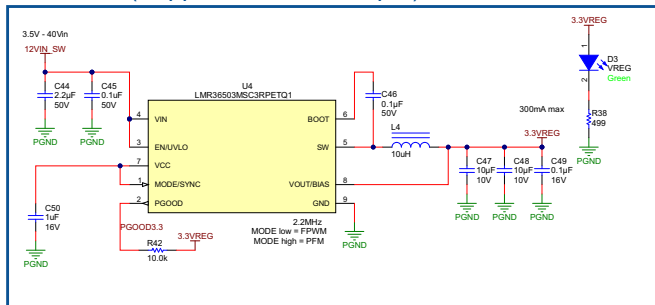 3.5V - 40Vin
12VIN_SW
C44
2.2µF
50V
C45
0.1uF
50V
PGND
PGND
U4
LMR36503MSC3RPETQ1
4
VIN
3
EN/UVLO
7
VCC
1
MODE/SYNC
2
PGOOD
BOOT
6
SW
5
VOUT/BIAS
8
GND
9
C46
0.1µF
50V
L4
10uH
300mA max
3.3VREG
C47
10µF
10V
C48
10µF
10V
C49
0.1µF
16V
PGND
PGND
PGND
PGND
C50
1uF
16V
PGND
PGOOD3.3
R42
10.0k
3.3VREG
2.2MHz
MODE low = FPWM
MODE high = PFM
3.3VREG
1
D3
VREG
Green
2
R38
499
PGND